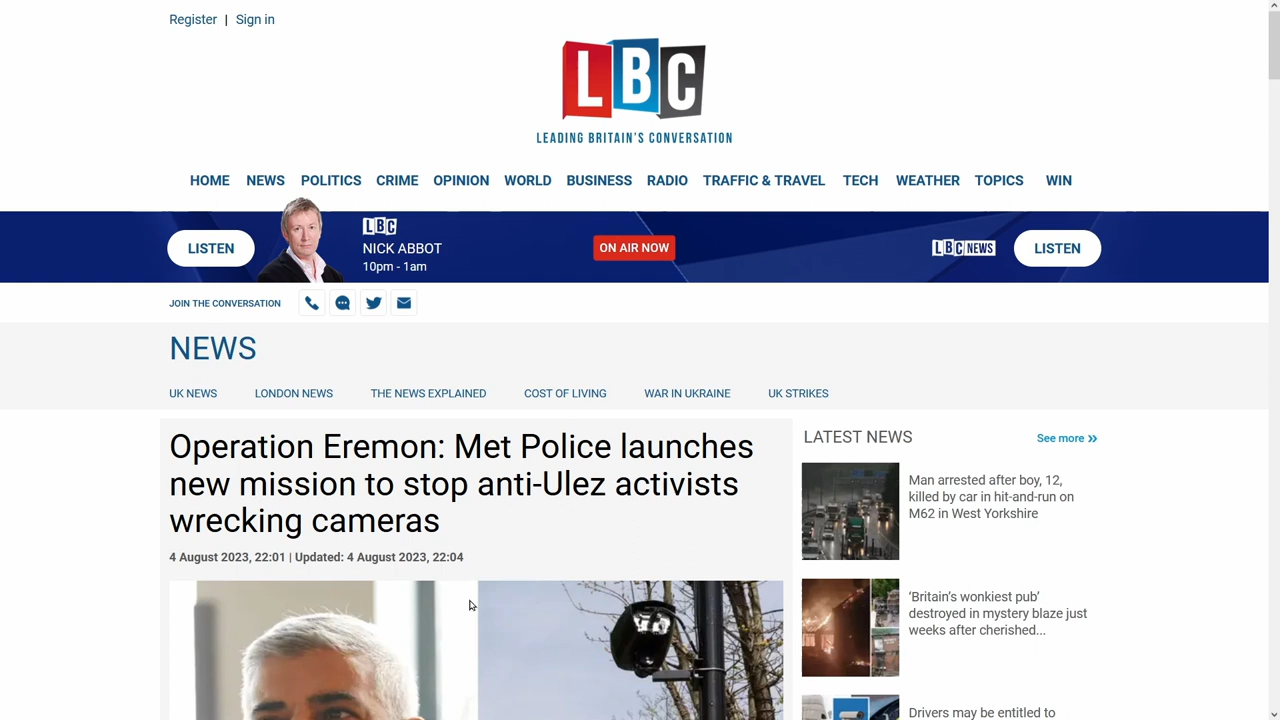 Register | Sign in
LBC
LEADING BRITAIN'S CONVERSATION
HOME NEWS POLITICS CRIME OPINION WORLD BUSINESS RADIO TRAFFIC & TRAVEL TECH WEATHER TOPICS WIN
LISTEN
LBC
NICK ABBOT
10pm - 1am
ON AIR NOW
LBC NEWS
LISTEN
JOIN THE CONVERSATION
NEWS
UK NEWS LONDON NEWS THE NEWS EXPLAINED COST OF LIVING WAR IN UKRAINE UK STRIKES
Operation Eremon: Met Police launches
new mission to stop anti-Ulez activists
wrecking cameras
4 August 2023, 22:01 | Updated: 4 August 2023, 22:04
LATEST NEWS
See more »
Man arrested after boy, 12,
killed by car in hit-and-run on
M62 in West Yorkshire
‘Britain’s wonkiest pub’
destroyed in mystery blaze just
weeks after cherished...
Drivers may be entitled to